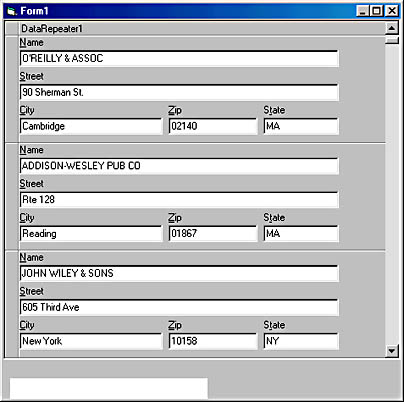 Form1
DataRepeater1
Name
O'REILLY & ASSOC
Street
90 Sherman St.
City Zip State
Cambridge 02140 MA
Name
ADDISON-WESLEY PUB CO
Street
Rte 128
City Zip State
Reading 01867 MA
Name
JOHN WILEY & SONS
Street
605 Third Ave
City Zip State
New York 10158 NY